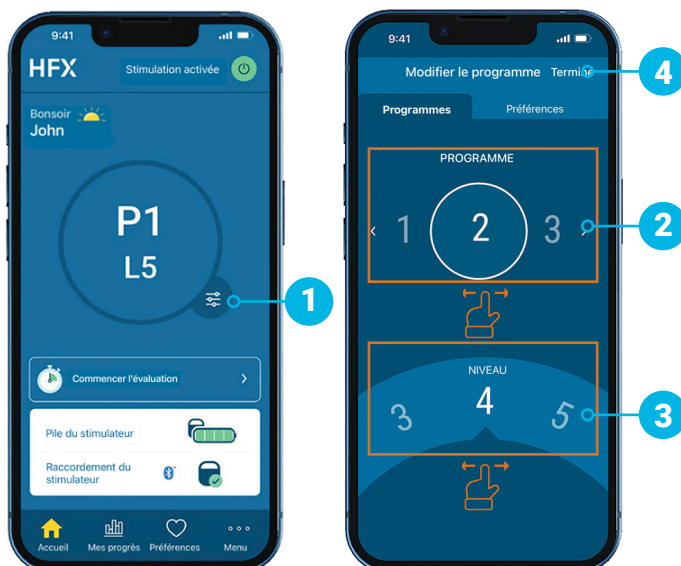 9:41
HFX
Stimulation activée
Bonsoir
John
P1
L5
1
Commencer l'évaluation
Pile du stimulateur
Raccordement du
stimulateur
Accueil
Mes progrès
Préférences
Menu
9:41
Modifier le programme
Terminé
4
Programmes
Préférences
PROGRAMME
1
2
3
2
NIVEAU
3
4
5
3